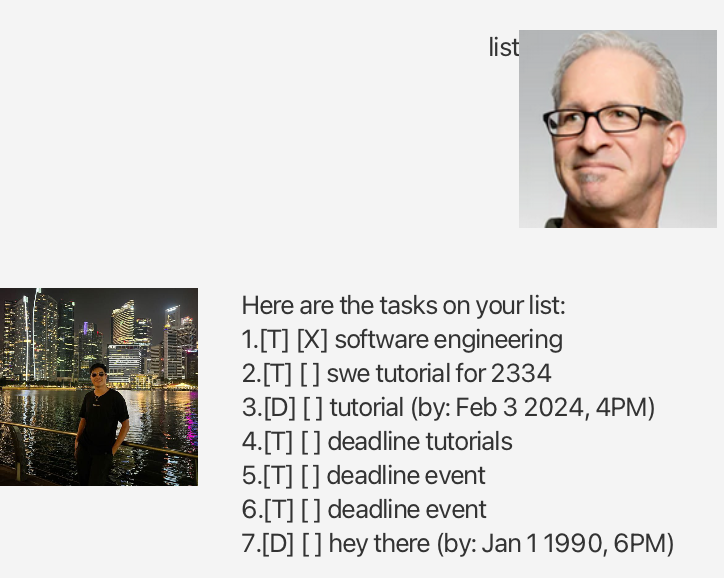 list
Here are the tasks on your list:
1.[T] [X] software engineering
2.[T] [ ] swe tutorial for 2334
3.[D] [ ] tutorial (by: Feb 3 2024, 4PM)
4.[T] [ ] deadline tutorials
5.[T] [ ] deadline event
6.[T] [ ] deadline event
7.[D] [ ] hey there (by: Jan 1 1990, 6PM)